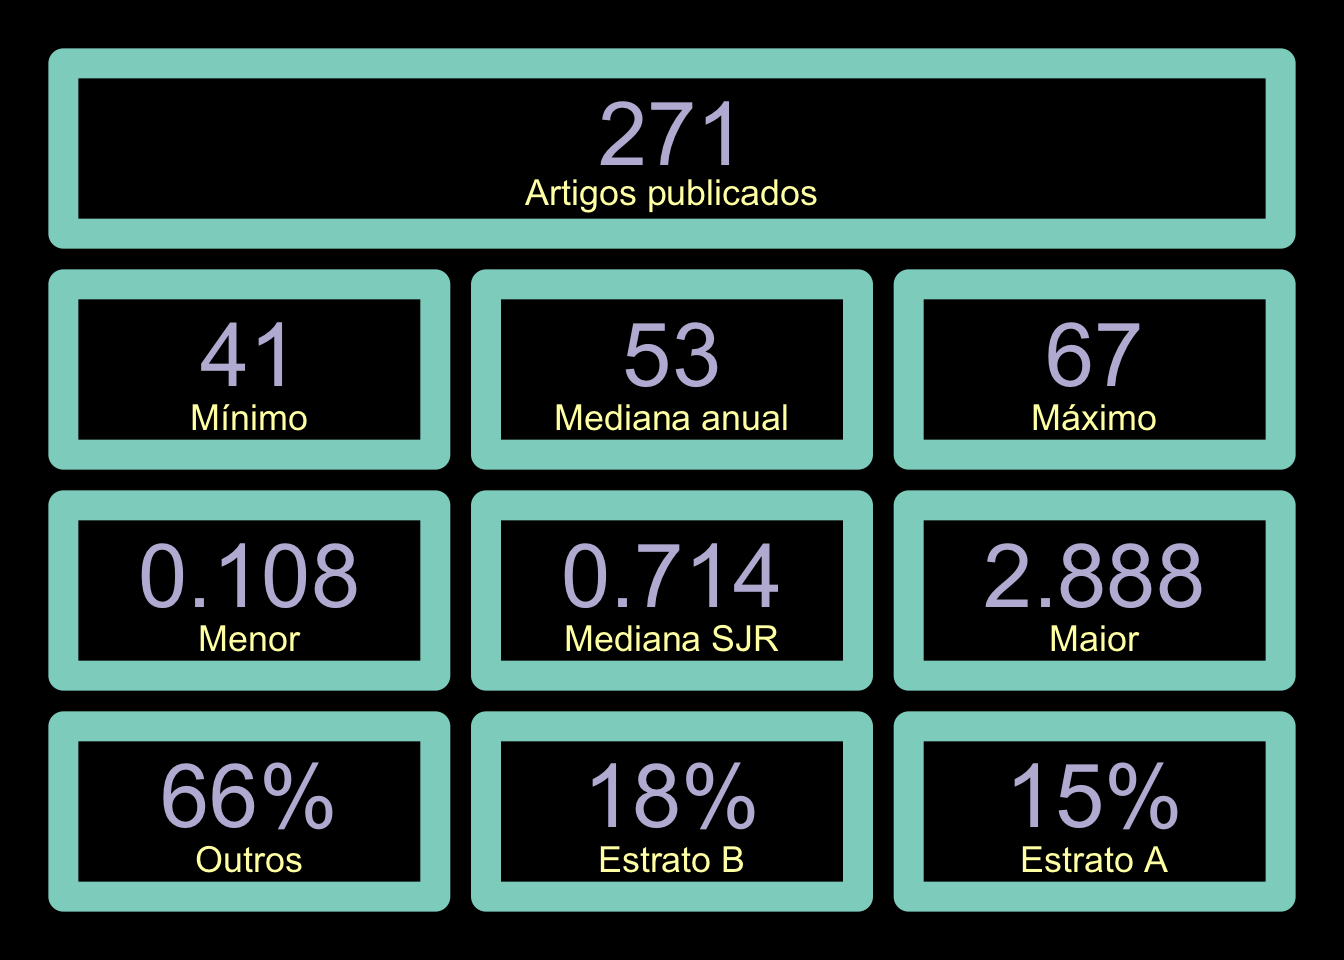 271
Artigos publicados
41
Mínimo
53
Mediana anual
67
Máximo
0.108
Menor
0.714
Mediana SJR
2.888
Maior
66%
Outros
18%
Estrato B
15%
Estrato A